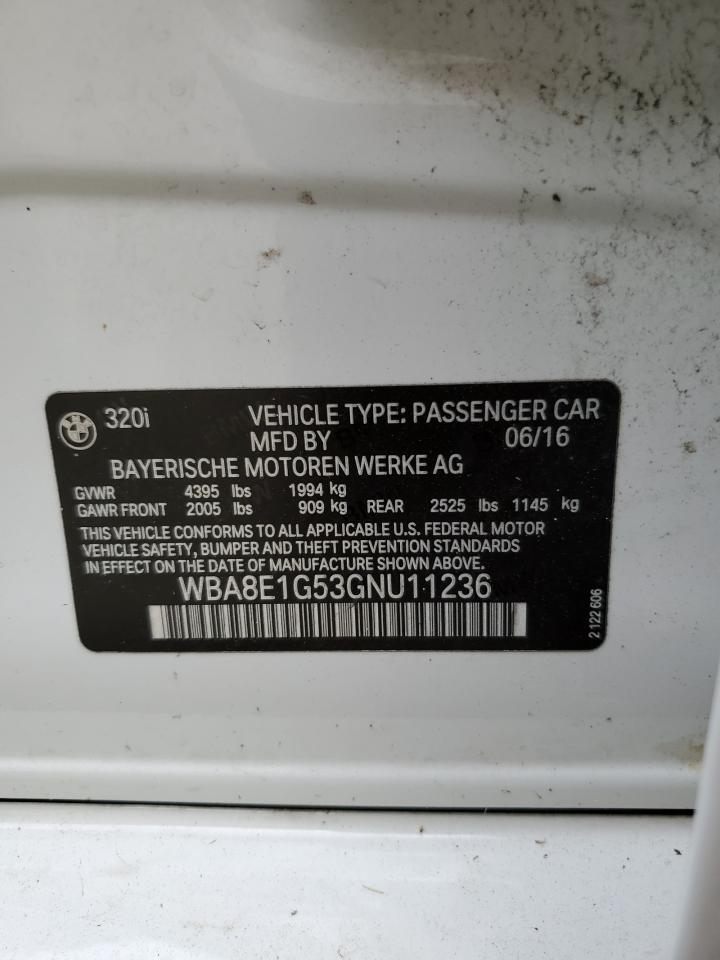 BMW 320i VEHICLE TYPE: PASSENGER CAR
MFD BY 06/16
BAYERISCHE MOTOREN WERKE AG
GVWR 4395 lbs 1994 kg
GAWR FRONT 2005 lbs 909 kg REAR 2525 lbs 1145 kg
THIS VEHICLE CONFORMS TO ALL APPLICABLE U.S. FEDERAL MOTOR
VEHICLE SAFETY, BUMPER AND THEFT PREVENTION STANDARDS
IN EFFECT ON THE DATE OF MANUFACTURE SHOWN ABOVE.
WBA8E1G53GNU11236
2 122 606